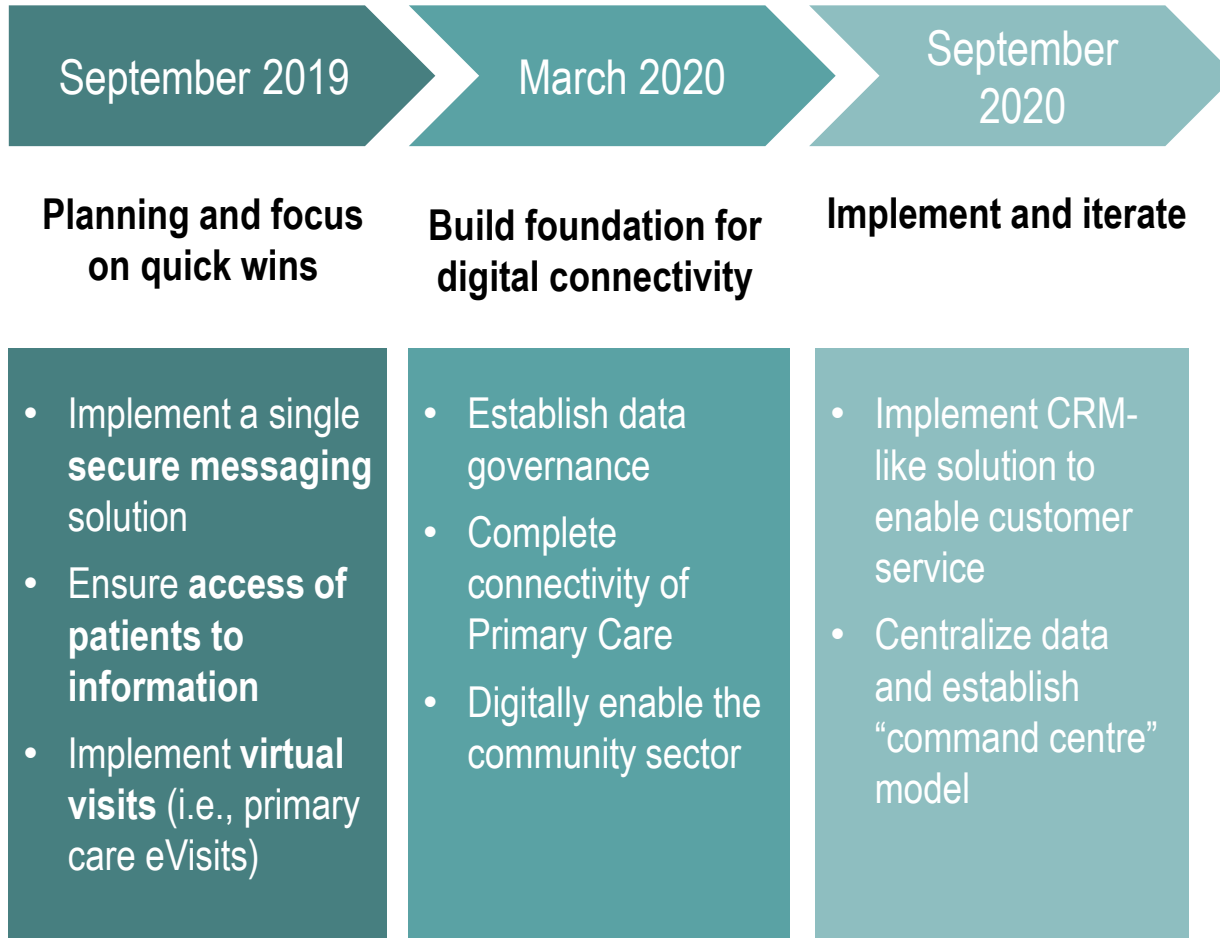 September 2019
March 2020
September
2020
Planning and focus
on quick wins
Build foundation for
digital connectivity
Implement and iterate
• Implement a single
secure messaging
solution
• Ensure access of
patients to
information
• Implement virtual
visits (i.e., primary
care eVisits)
• Establish data
governance
• Complete
connectivity of
Primary Care
• Digitally enable the
community sector
• Implement CRM-
like solution to
enable customer
service
• Centralize data
and establish
“command centre”
model